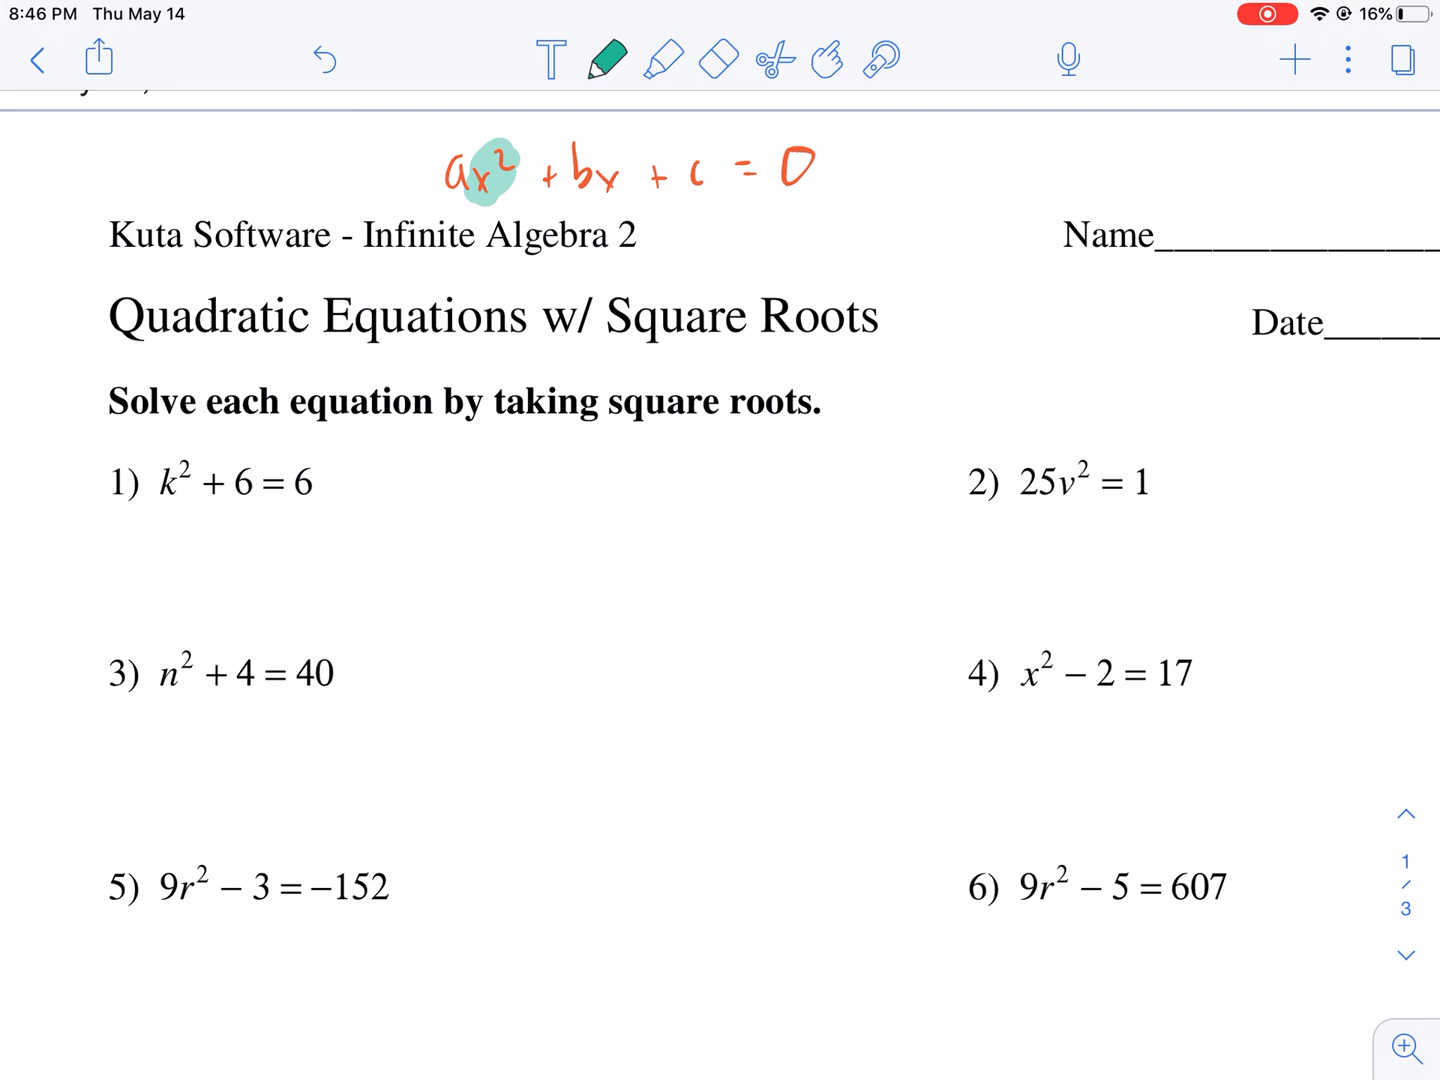 8:46 PM Thu May 14
16%
ax² + bx + c = 0
Kuta Software - Infinite Algebra 2
Name
Quadratic Equations w/ Square Roots
Date
Solve each equation by taking square roots.
1) k² + 6 = 6
2) 25v² = 1
3) n² + 4 = 40
4) x² − 2 = 17
5) 9r² − 3 = −152
6) 9r² − 5 = 607
1
/
3